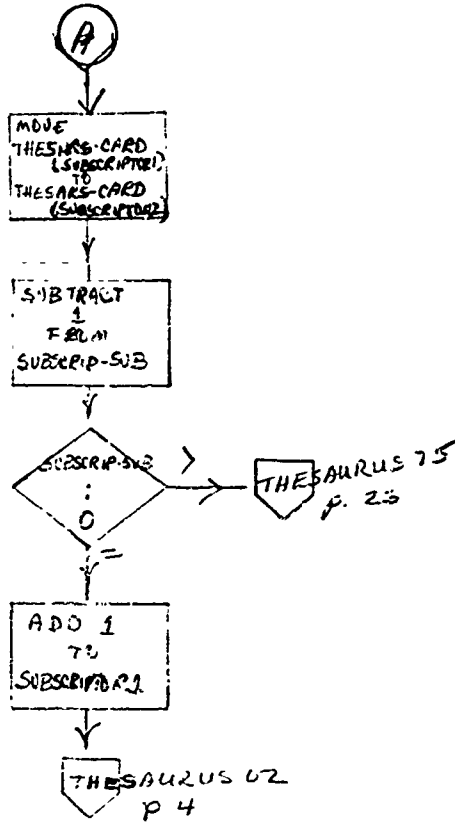 A
MOVE
THESARS-CARD
(SUBSCRIPTOR1)
TO
THESARS-CARD
(SUBSCRIPTOR2)
SUBTRACT
1
FROM
SUBSCRIP-SUB
SUBSCRIP-SUB
:
0
>
THESAURUS 75
p. 23
=
ADD 1
TO
SUBSCRIPTOR1
THESAURUS 02
p 4